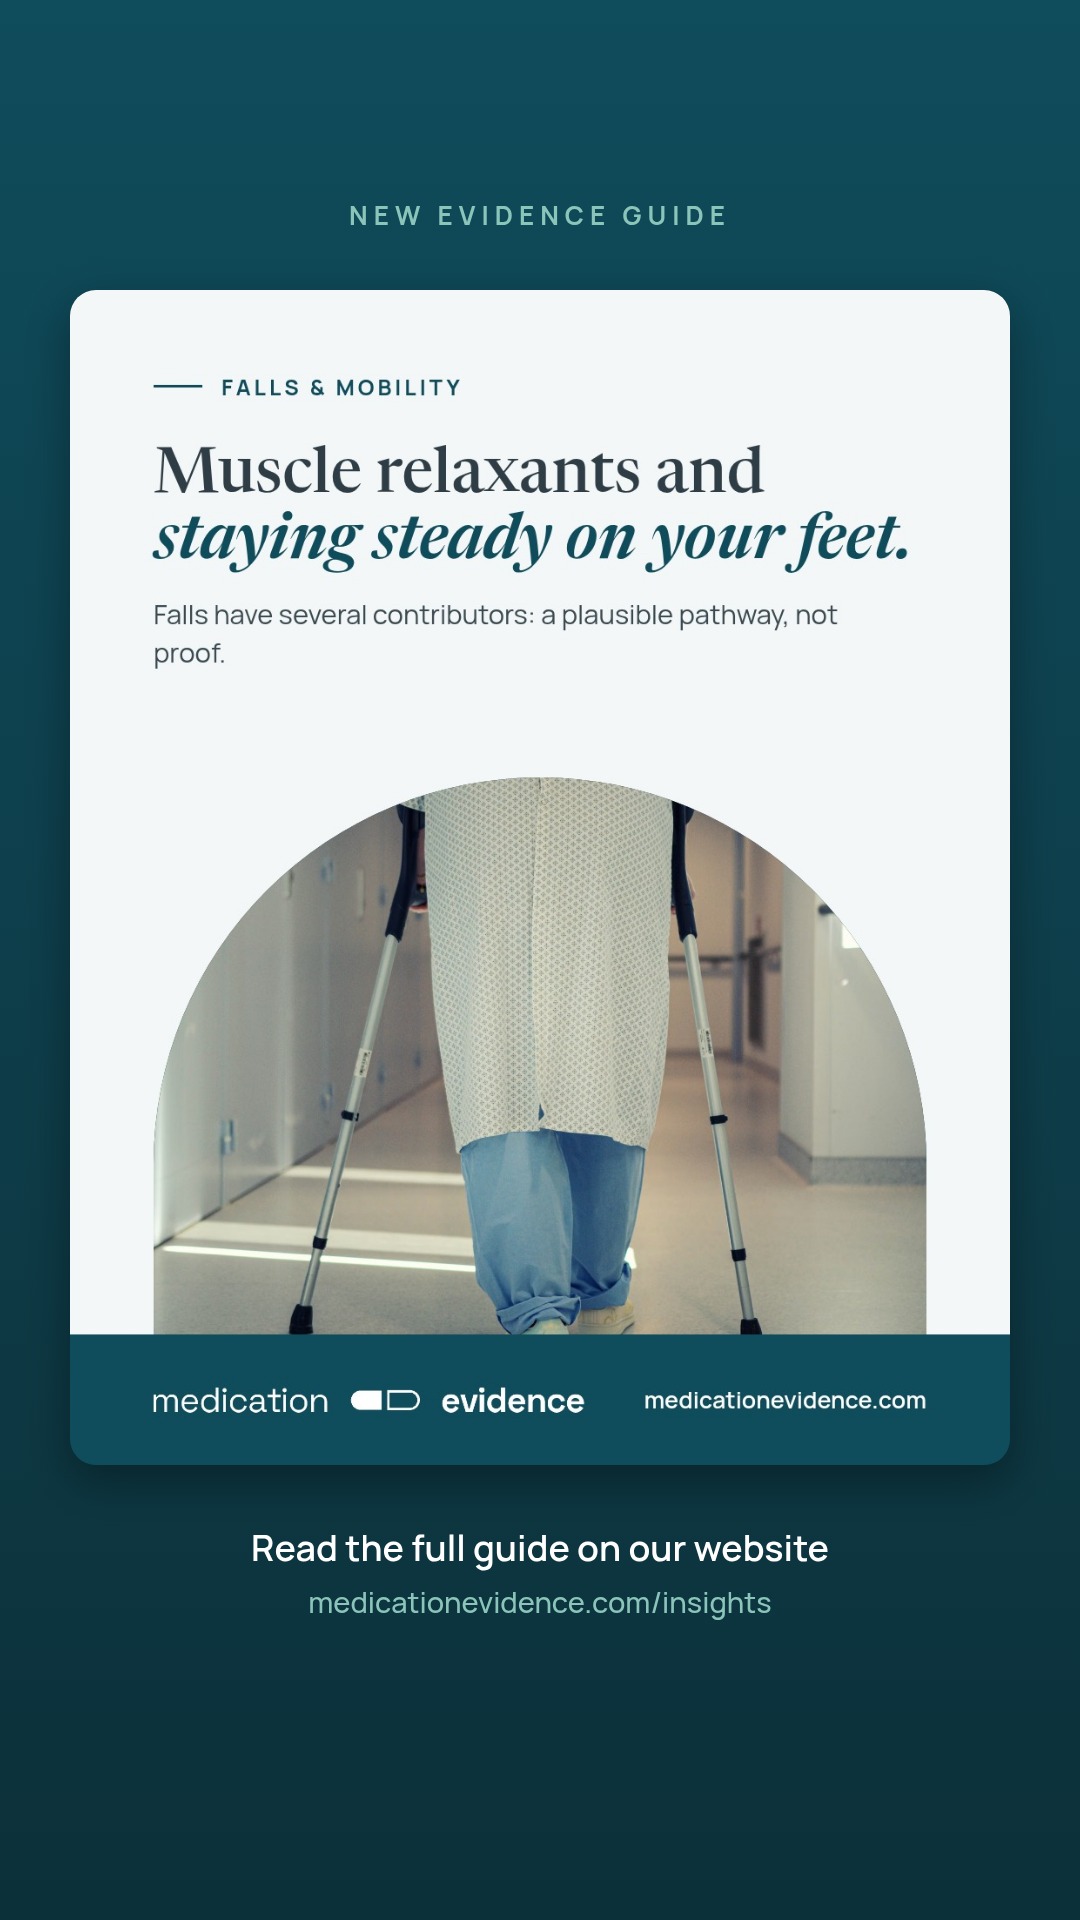 NEW EVIDENCE GUIDE
FALLS & MOBILITY
Muscle relaxants and
staying steady on your feet.
Falls have several contributors: a plausible pathway, not
proof.
medication evidence medicationevidence.com
Read the full guide on our website
medicationevidence.com/insights